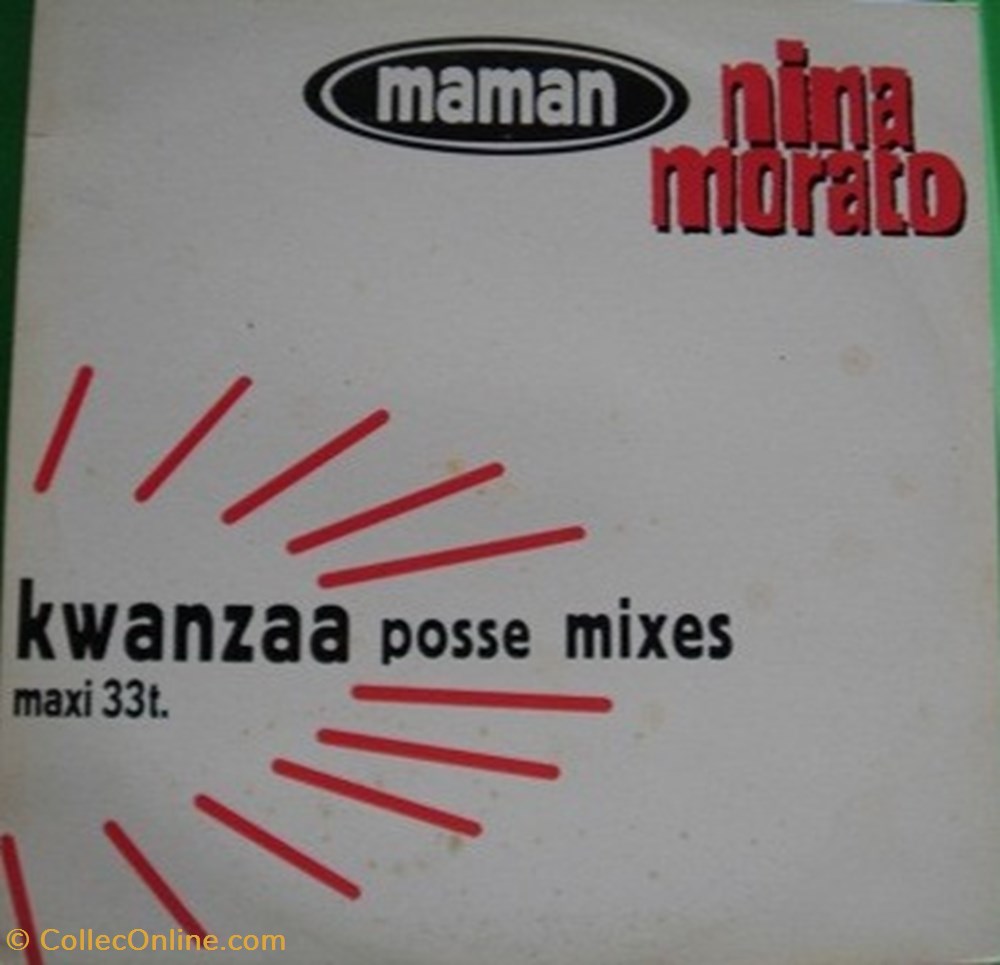 maman
nina
morato
kwanzaa posse mixes
maxi 33t.
© CollecOnline.com